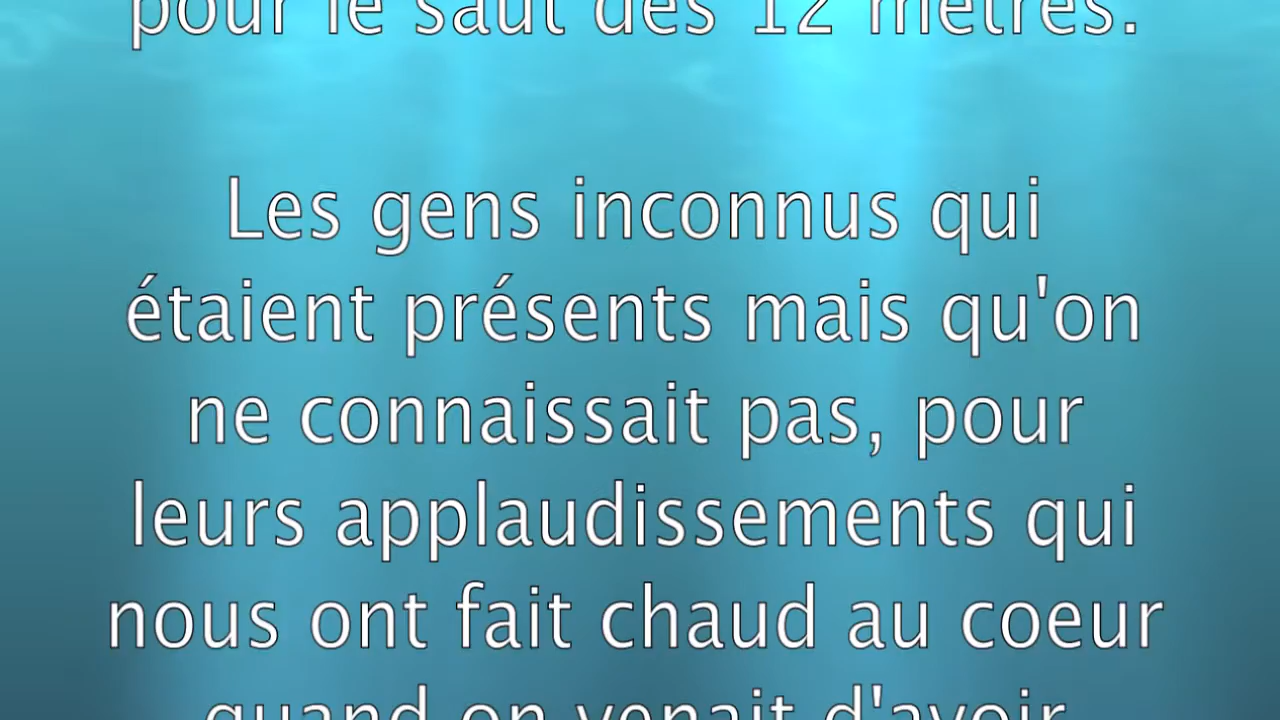 pour le saut des 12 mètres.
Les gens inconnus qui
étaient présents mais qu'on
ne connaissait pas, pour
leurs applaudissements qui
nous ont fait chaud au coeur
quand on venait d'avoir